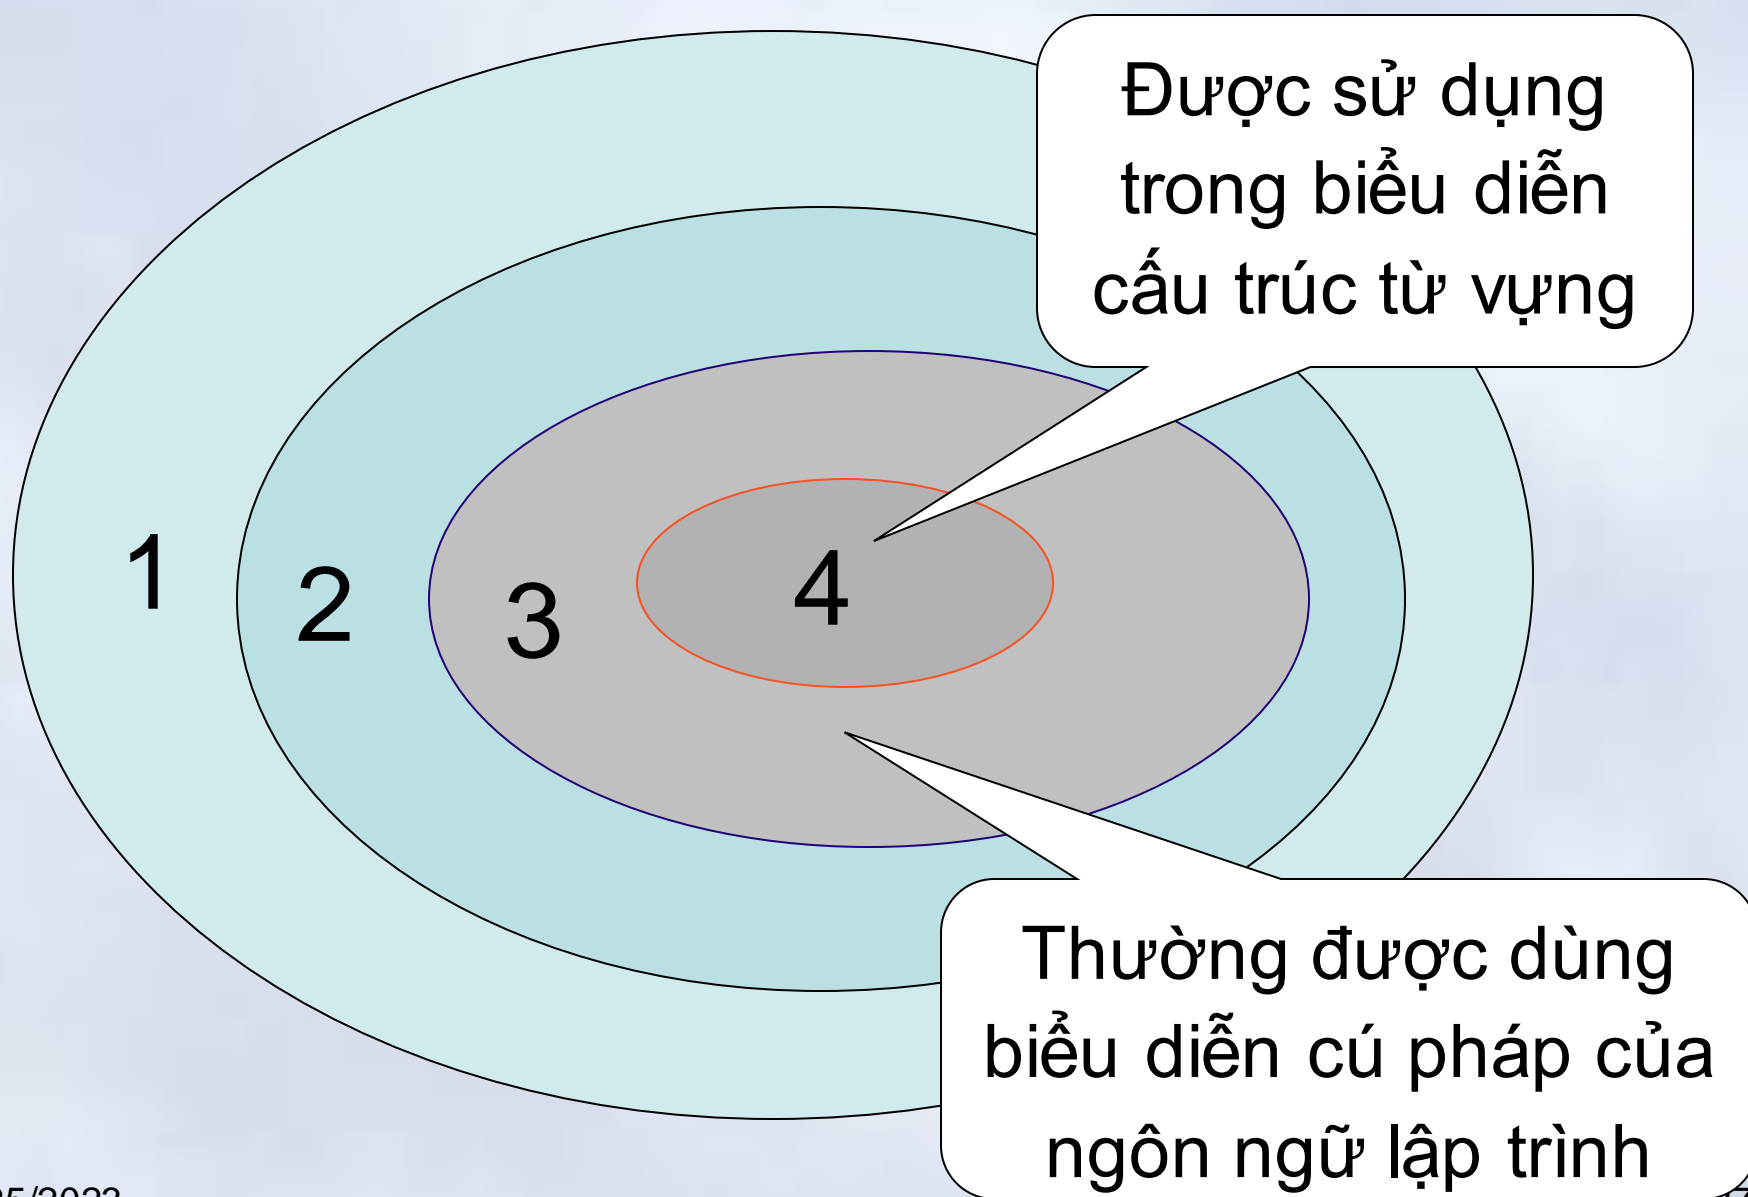 Được sử dụng
trong biểu diễn
cấu trúc từ vựng
1
2
3
4
Thường được dùng
biểu diễn cú pháp của
ngôn ngữ lập trình